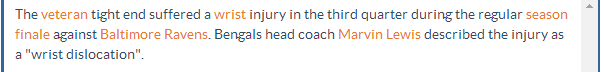 The veteran tight end suffered a wrist injury in the third quarter during the regular season
finale against Baltimore Ravens. Bengals head coach Marvin Lewis described the injury as
a "wrist dislocation".